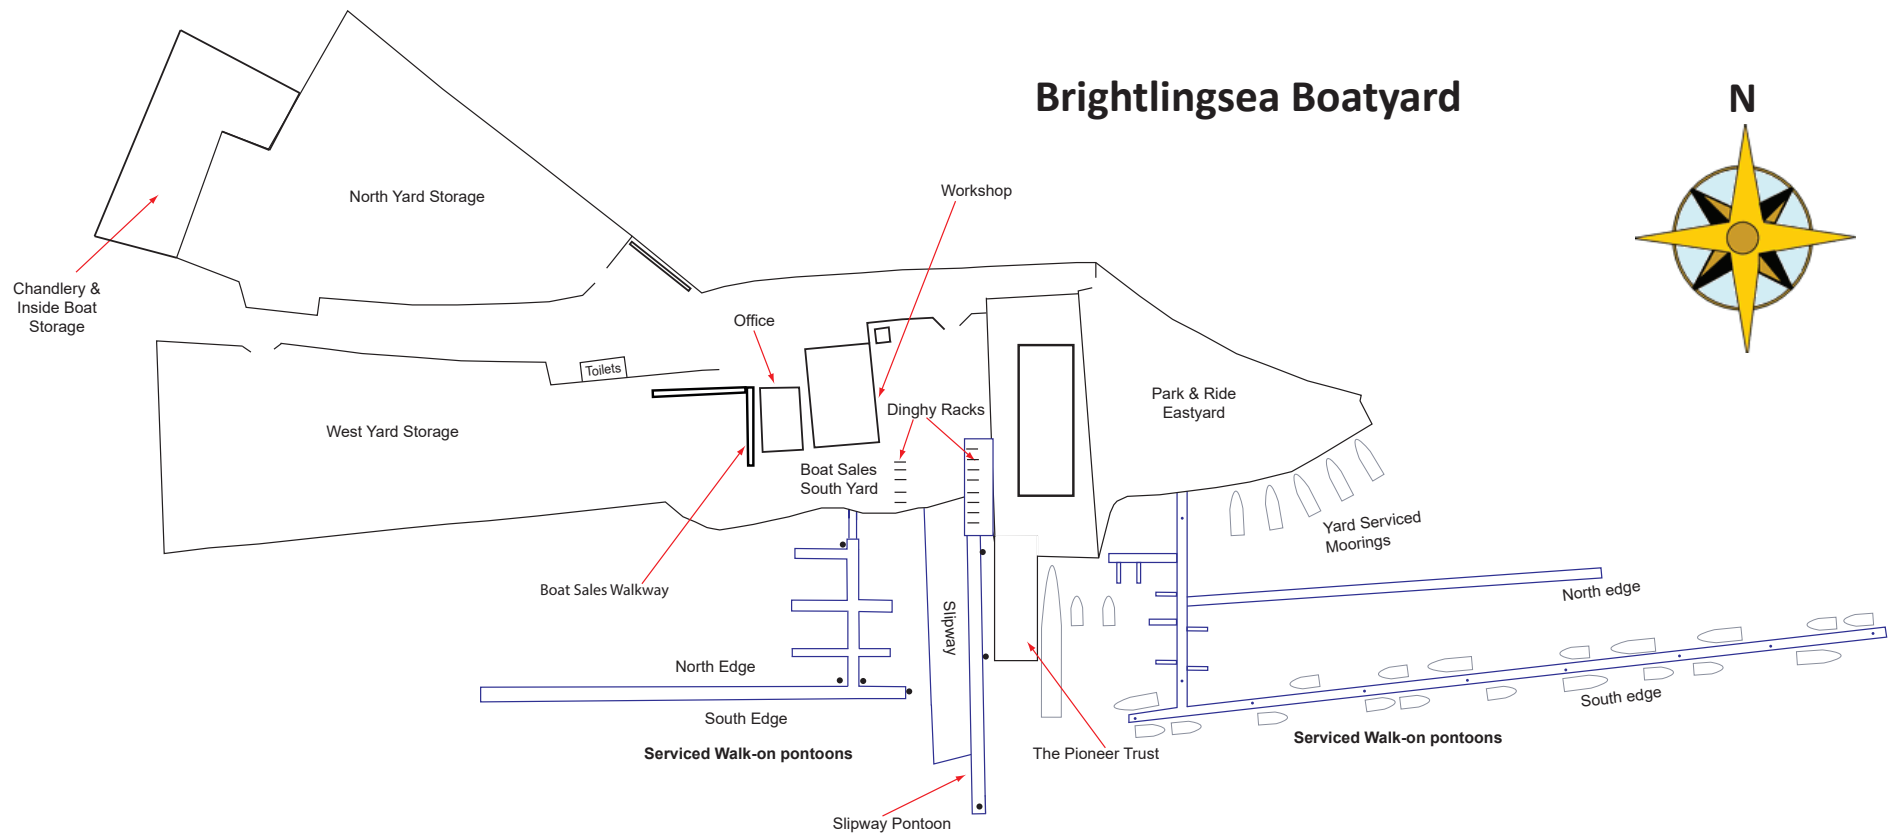 Brightlingsea Boatyard
N
Workshop
North Yard Storage
Chandlery &
Inside Boat
Storage
Office
Toilets
Park & Ride
Eastyard
Dinghy Racks
West Yard Storage
Boat Sales
South Yard
Yard Serviced
Moorings
Boat Sales Walkway
North edge
Slipway
North Edge
South edge
South Edge
Serviced Walk-on pontoons
The Pioneer Trust
Serviced Walk-on pontoons
Slipway Pontoon